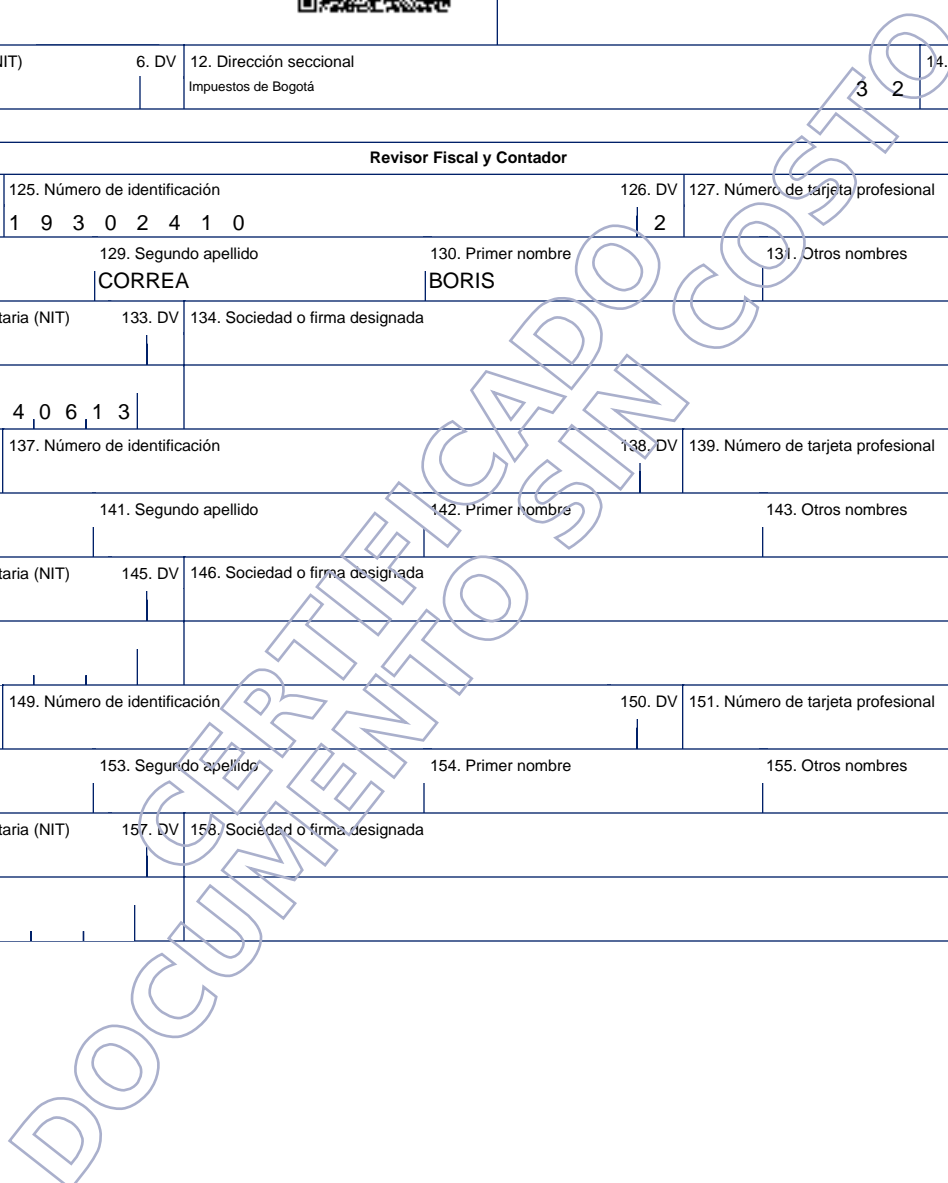 IIT) 6. DV 12. Dirección seccional 14.
Impuestos de Bogotá 3 2
Revisor Fiscal y Contador
125. Número de identificación 126. DV 127. Número de tarjeta profesional
1 9 3 0 2 4 1 0 2
129. Segundo apellido 130. Primer nombre 131. Otros nombres
CORREA BORIS
taria (NIT) 133. DV 134. Sociedad o firma designada
4 0 6 1 3
137. Número de identificación 138. DV 139. Número de tarjeta profesional
141. Segundo apellido 142. Primer nombre 143. Otros nombres
taria (NIT) 145. DV 146. Sociedad o firma designada
149. Número de identificación 150. DV 151. Número de tarjeta profesional
153. Segundo apellido 154. Primer nombre 155. Otros nombres
taria (NIT) 157. DV 158. Sociedad o firma designada
CERTIFICADO
DOCUMENTO SIN COSTO